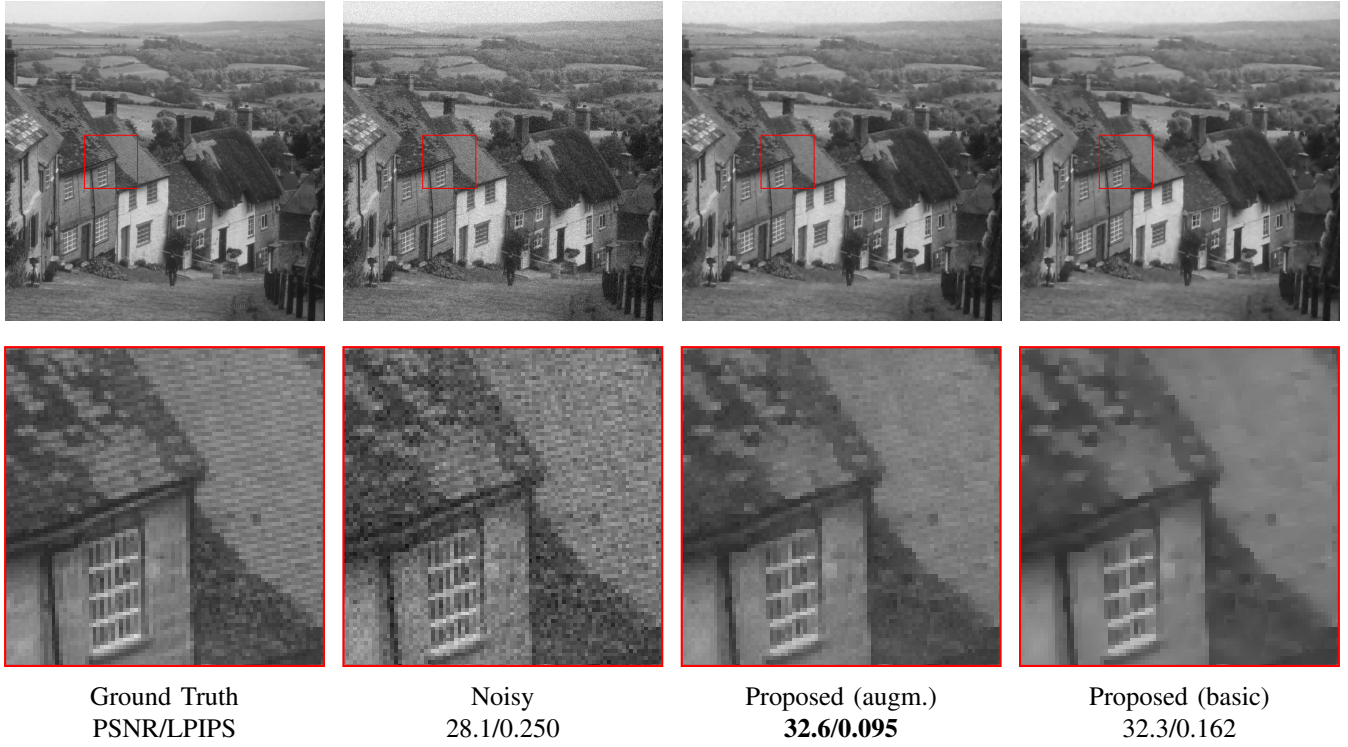 Ground Truth
PSNR/LPIPS
Noisy
28.1/0.250
Proposed (augm.)
32.6/0.095
Proposed (basic)
32.3/0.162